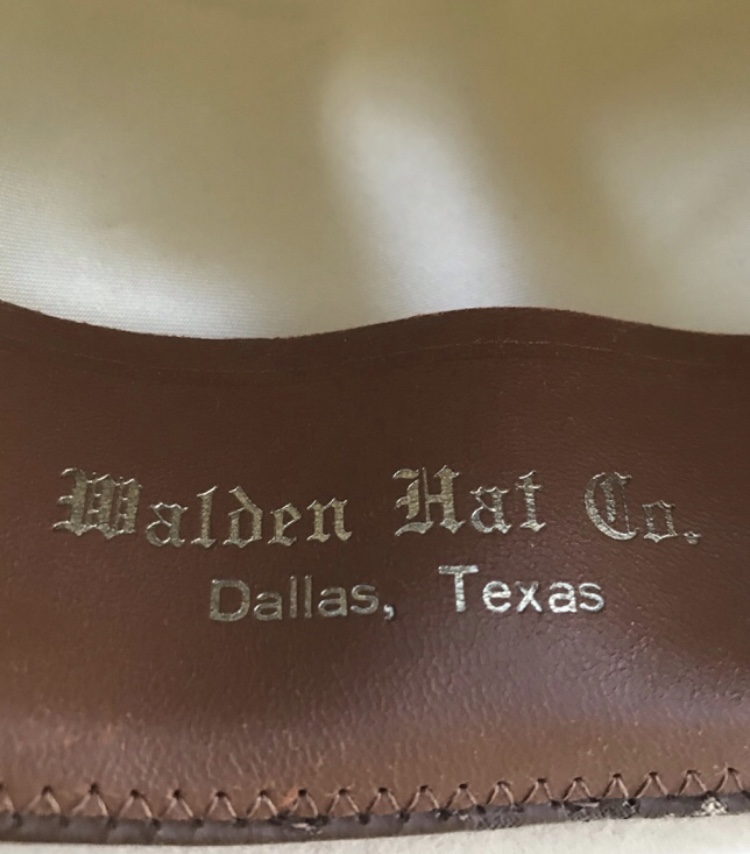 Walden Hat Co.
Dallas, Texas